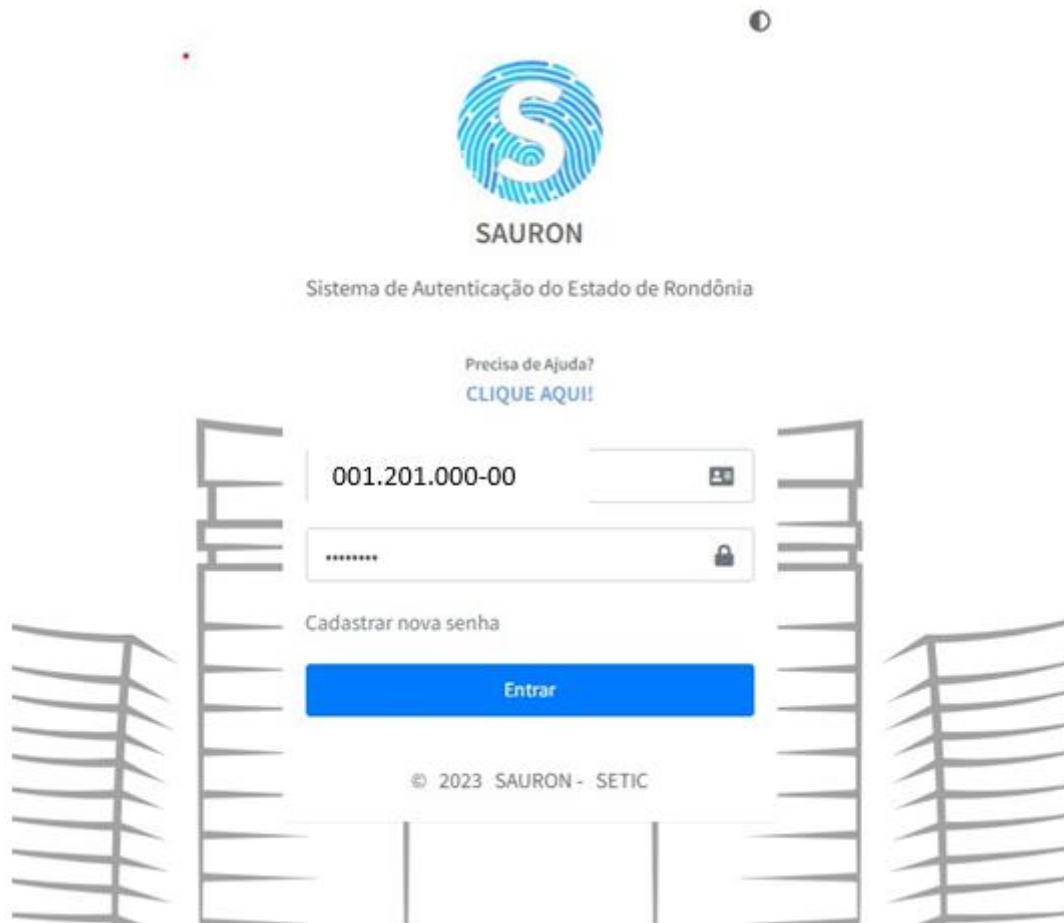 S
SAURON
Sistema de Autenticação do Estado de Rondônia
Precisa de Ajuda?
CLIQUE AQUI!
001.201.000-00
••••••••
Cadastrar nova senha
Entrar
© 2023 SAURON - SETIC